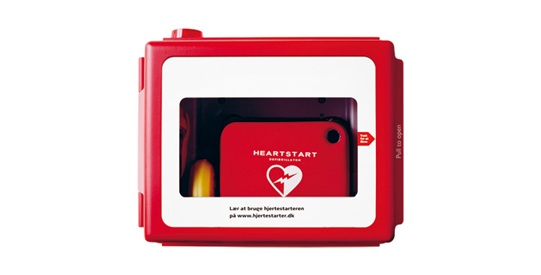 HEARTSTART
DEFIBRILLATOR
Lær at bruge hjertestarteren
på www.hjertestarter.dk
Pull to open